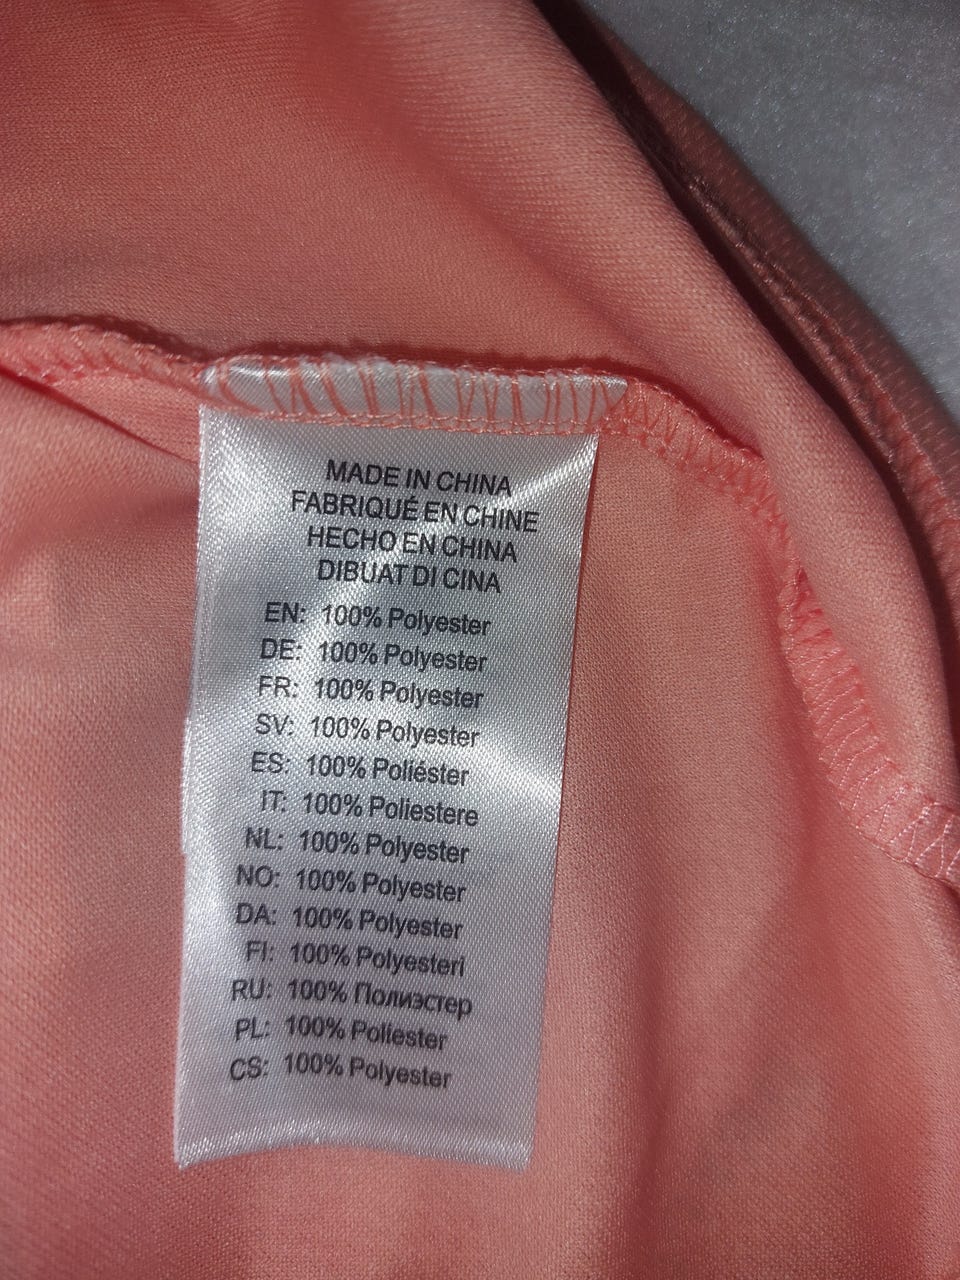 MADE IN CHINA
FABRIQUÉ EN CHINE
HECHO EN CHINA
DIBUAT DI CINA
EN: 100% Polyester
DE: 100% Polyester
FR: 100% Polyester
SV: 100% Polyester
ES: 100% Poliéster
IT: 100% Poliestere
NL: 100% Polyester
NO: 100% Polyester
DA: 100% Polyester
FI: 100% Polyesteri
RU: 100% Полиэстер
PL: 100% Poliester
CS: 100% Polyester